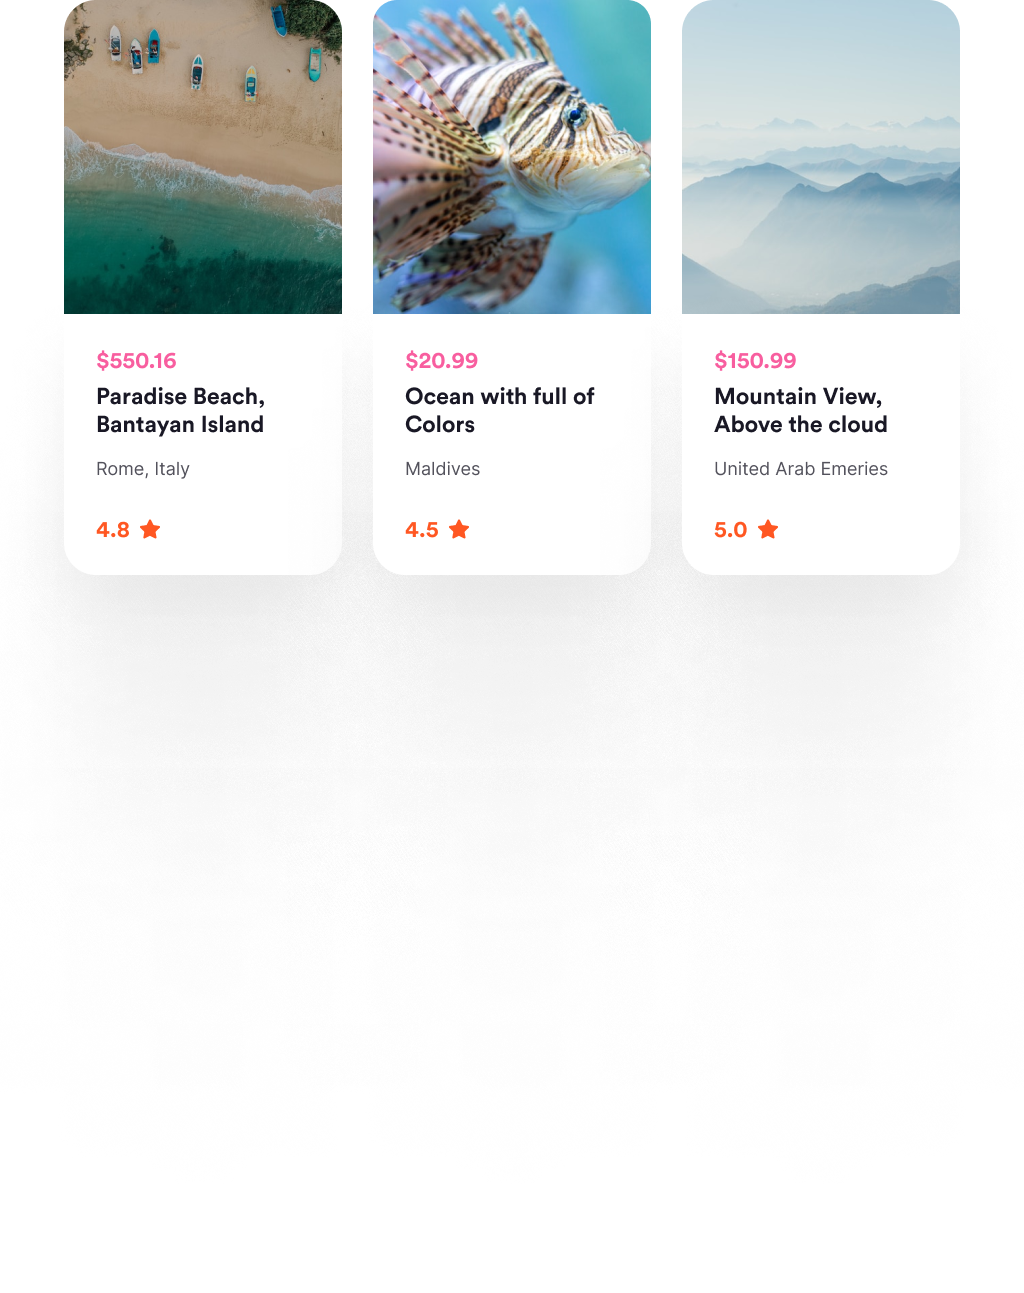 $550.16
Paradise Beach,
Bantayan Island
Rome, Italy
4.8
$20.99
Ocean with full of
Colors
Maldives
4.5
$150.99
Mountain View,
Above the cloud
United Arab Emeries
5.0